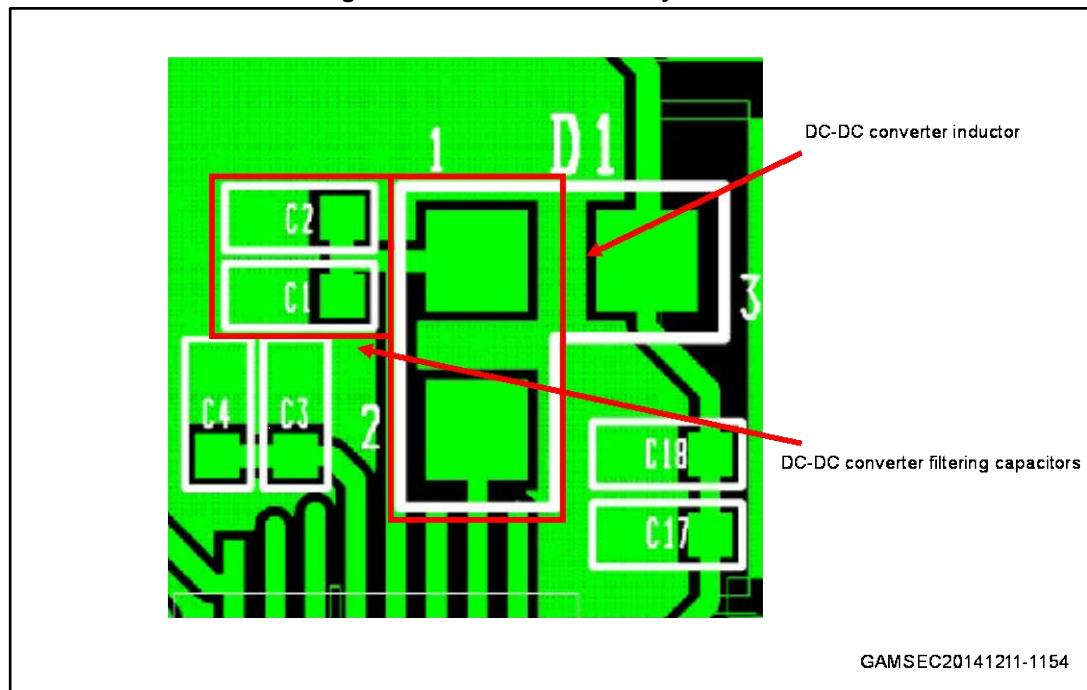 1
D1
DC-DC converter inductor
C2
C1
3
C4
C3
2
C18
DC-DC converter filtering capacitors
C17
GAMSEC20141211-1154